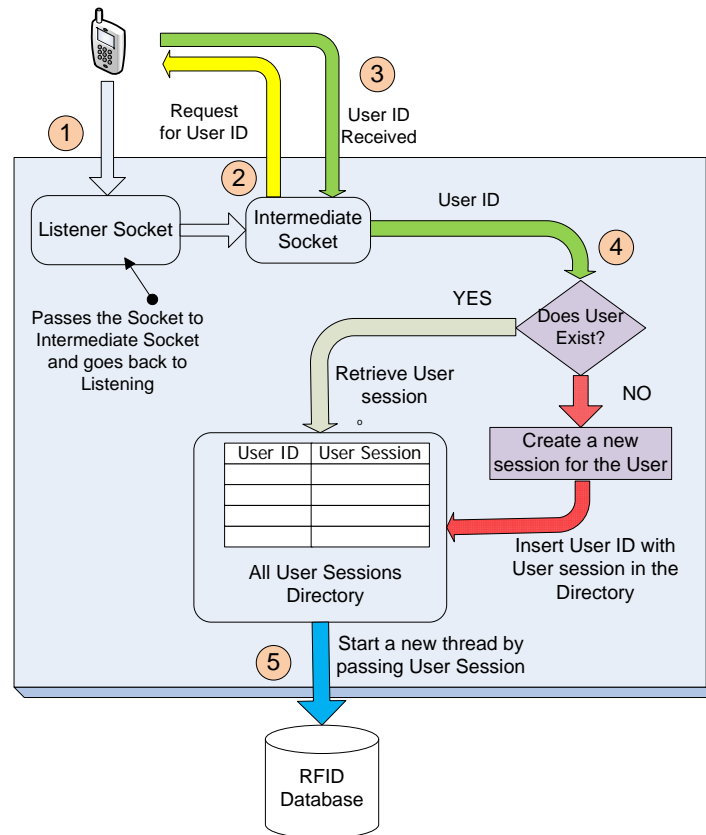 3
Request
for User ID
User ID
Received
1
2
Listener Socket
Intermediate
Socket
User ID
4
Passes the Socket to
Intermediate Socket
and goes back to
Listening
YES
Does User
Exist?
Retrieve User
session
NO
Create a new
session for the User
User ID User Session
Insert User ID with
User session in the
Directory
All User Sessions
Directory
5
Start a new thread by
passing User Session
RFID
Database